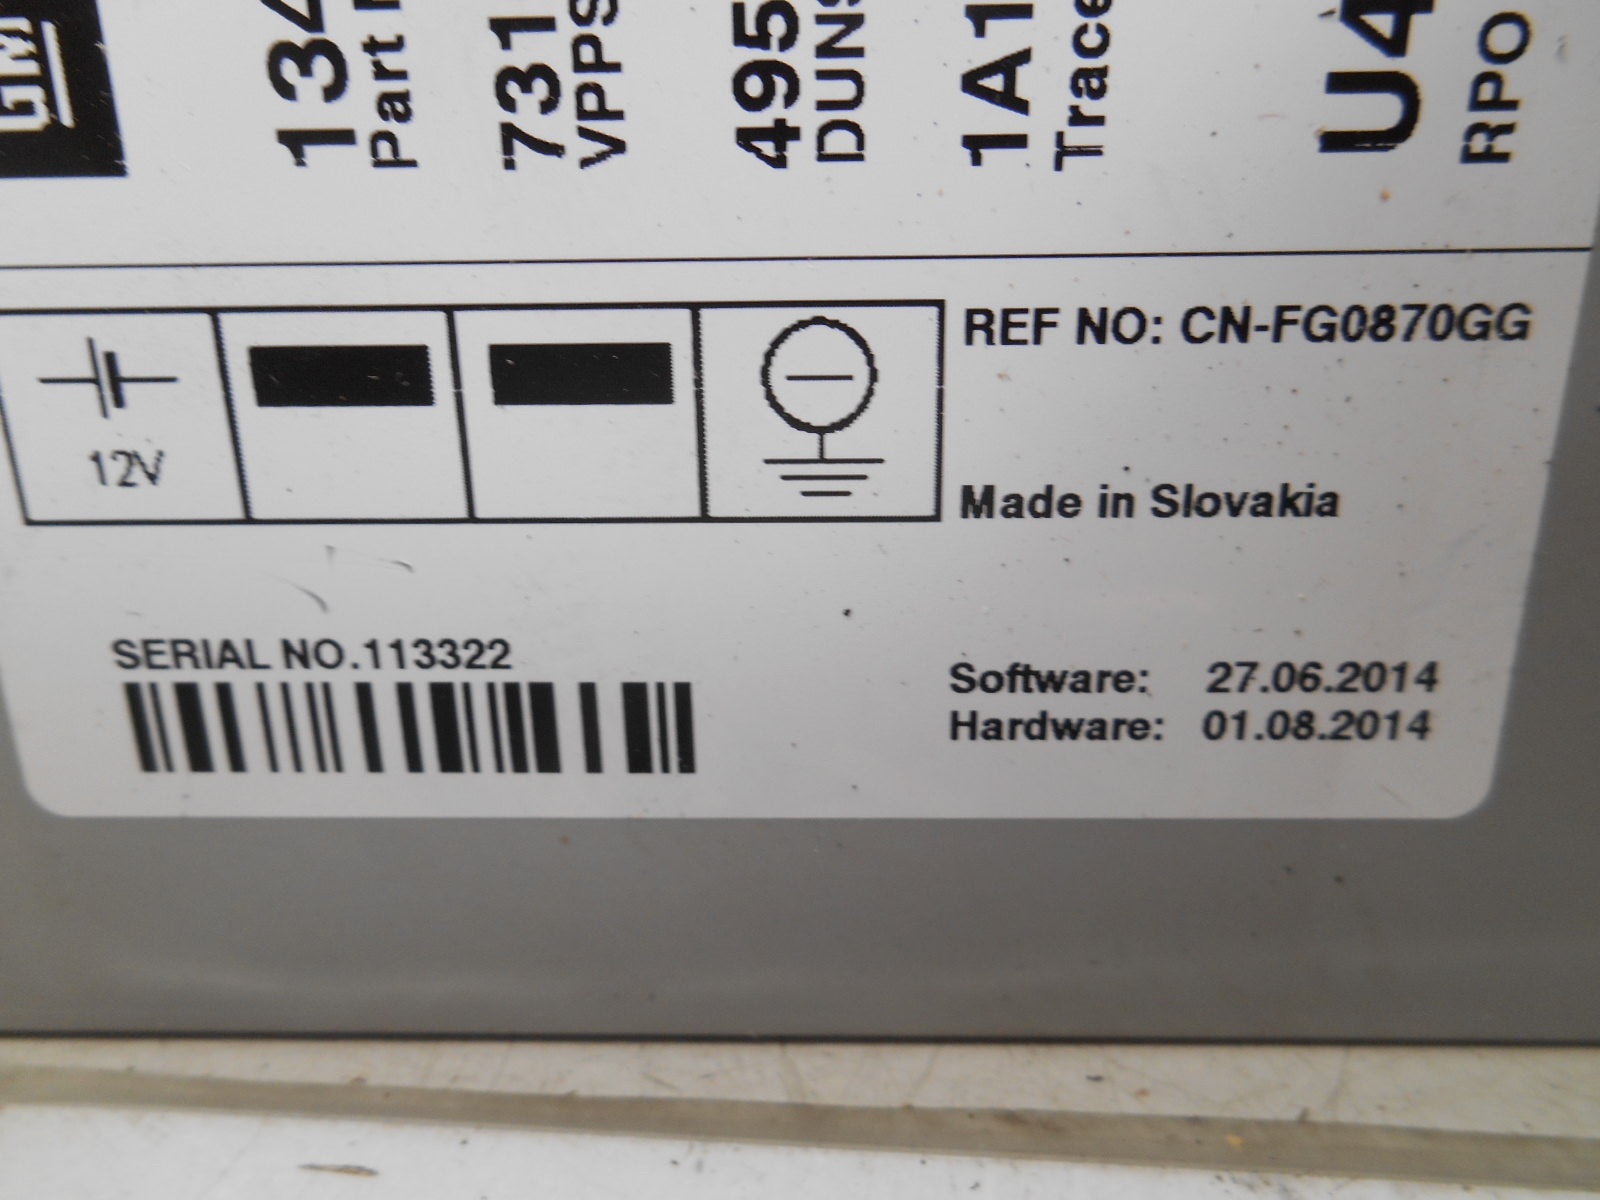 GM
134
Part
731
VPPS
495
DUNS
1A1
Trace
U4
RPO
12V
REF NO: CN-FG0870GG
Made in Slovakia
SERIAL NO.113322
Software: 27.06.2014
Hardware: 01.08.2014